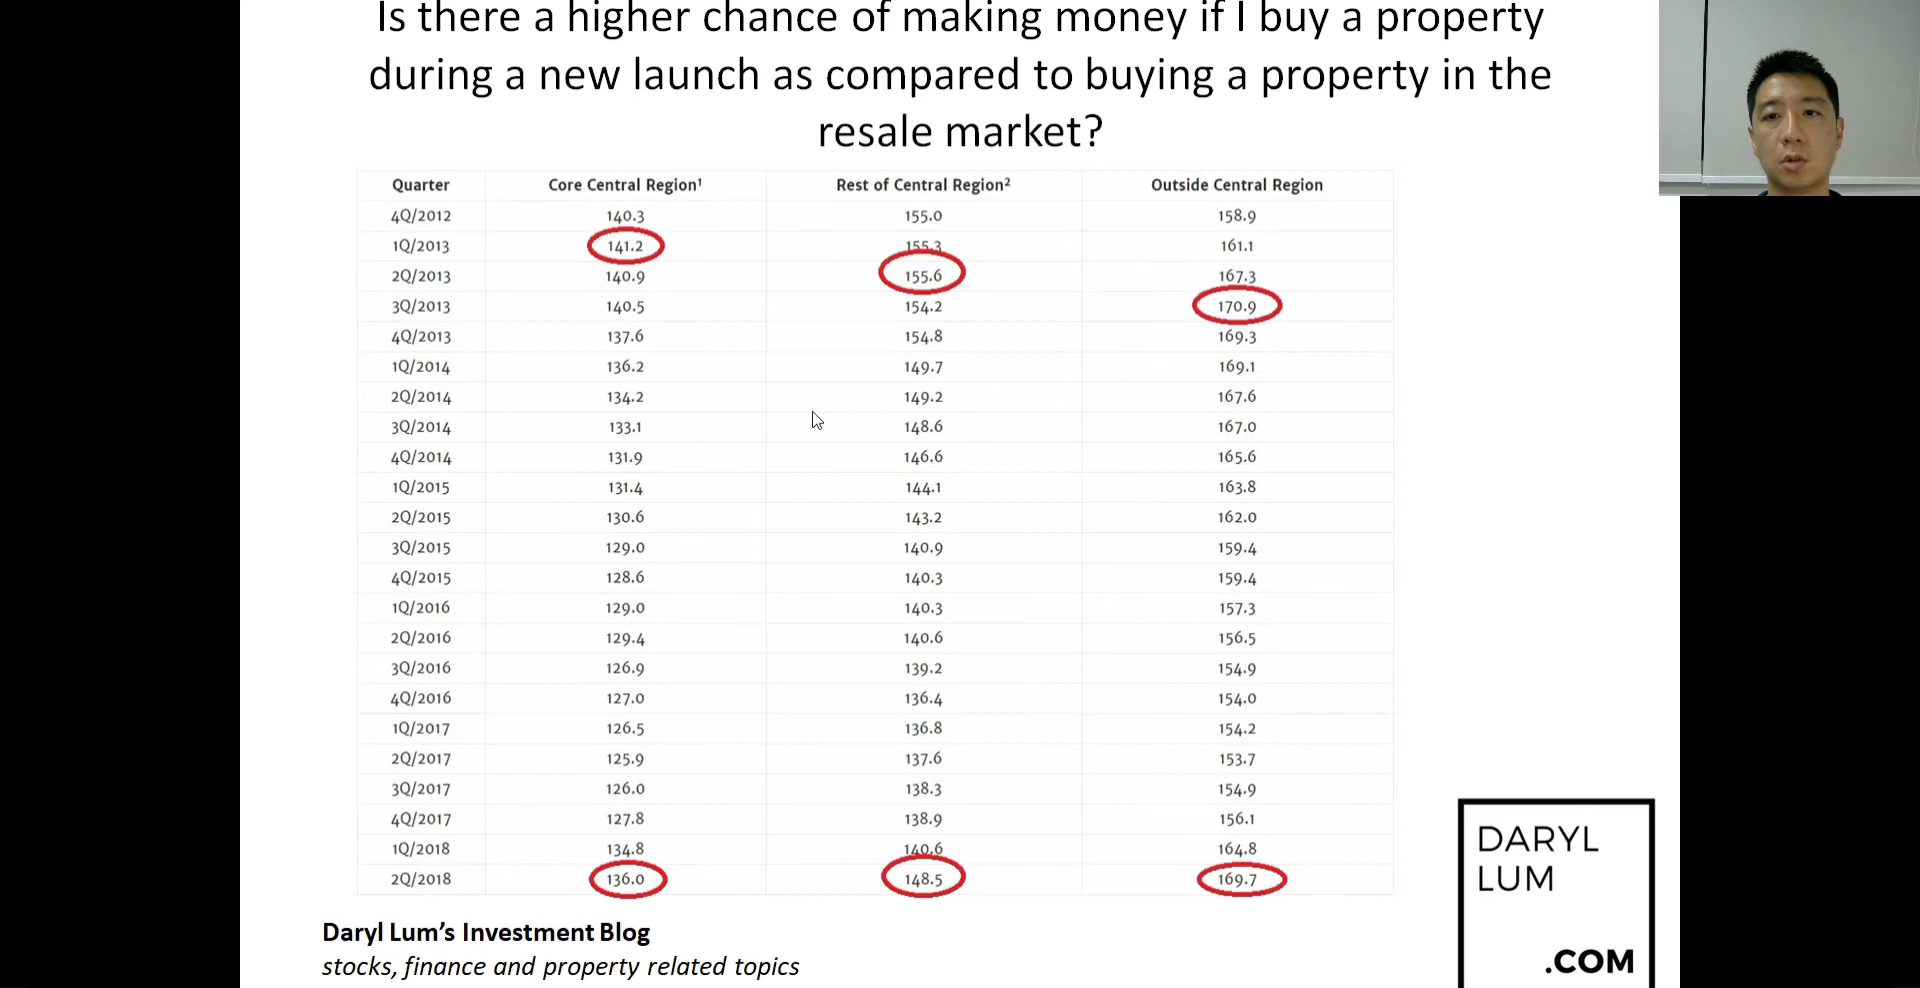 Is there a higher chance of making money if I buy a property
during a new launch as compared to buying a property in the
resale market?
Quarter Core Central Region¹ Rest of Central Region² Outside Central Region
4Q/2012 140.3 155.0 158.9
1Q/2013 141.2 155.3 161.1
2Q/2013 140.9 155.6 167.3
3Q/2013 140.5 154.2 170.9
4Q/2013 137.6 154.8 169.3
1Q/2014 136.2 149.7 169.1
2Q/2014 134.2 149.2 167.6
3Q/2014 133.1 148.6 167.0
4Q/2014 131.9 146.6 165.6
1Q/2015 131.4 144.1 163.8
2Q/2015 130.6 143.2 162.0
3Q/2015 129.0 140.9 159.4
4Q/2015 128.6 140.3 159.4
1Q/2016 129.0 140.3 157.3
2Q/2016 129.4 140.6 156.5
3Q/2016 126.9 139.2 154.9
4Q/2016 127.0 136.4 154.0
1Q/2017 126.5 136.8 154.2
2Q/2017 125.9 137.6 153.7
3Q/2017 126.0 138.3 154.9
4Q/2017 127.8 138.9 156.1
1Q/2018 134.8 140.6 164.8
2Q/2018 136.0 148.5 169.7
Daryl Lum's Investment Blog
stocks, finance and property related topics
DARYL
LUM
.COM